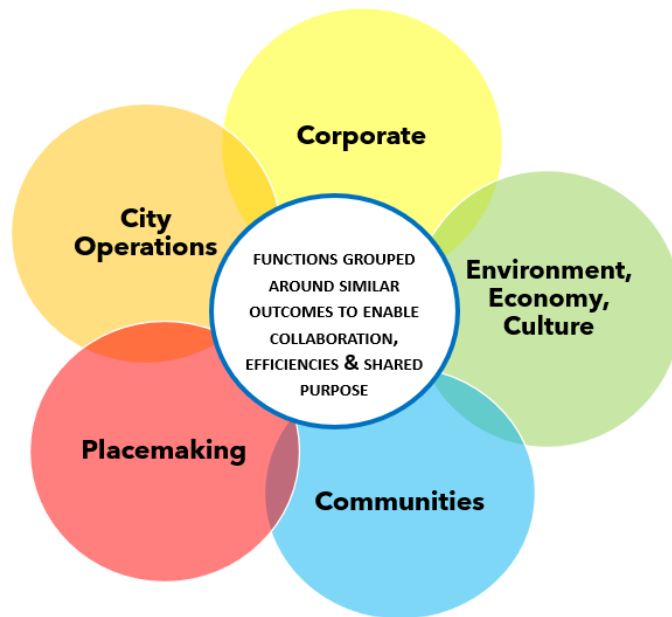 Corporate
City
Operations
Environment,
Economy,
Culture
FUNCTIONS GROUPED
AROUND SIMILAR
OUTCOMES TO ENABLE
COLLABORATION,
EFFICIENCIES & SHARED
PURPOSE
Placemaking
Communities